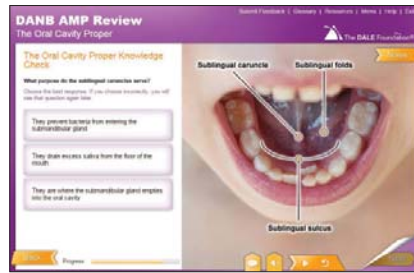 DANB AMP Review
The Oral Cavity Proper
Submit Feedback | Glossary | Resources | Menu | Help |
The DALE Foundation
The Oral Cavity Proper Knowledge
Check
What purpose do the sublingual caruncles serve?
Choose the best response. If you choose incorrectly, you will
see that question again later.
They prevent bacteria from entering the
submandibular gland
They drain excess saliva from the floor of the
mouth
They are where the submandibular gland empties
into the oral cavity
Sublingual caruncle
Sublingual folds
Sublingual sulcus
Progress